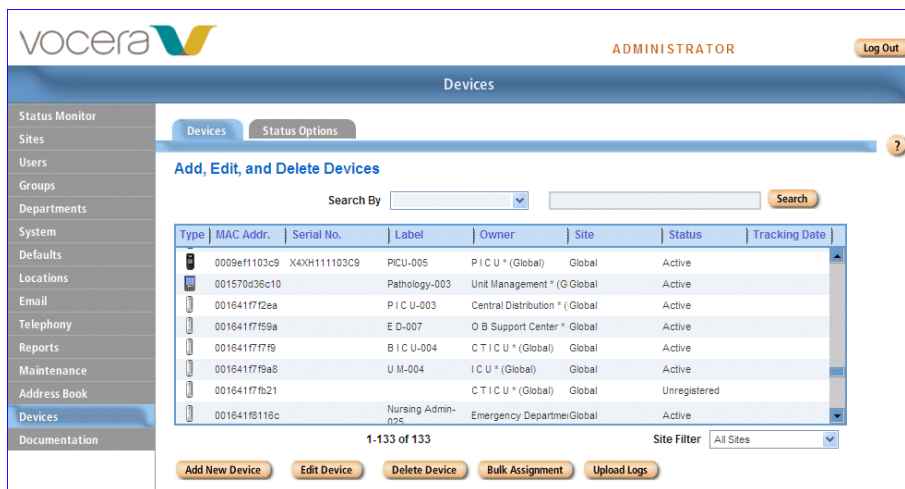 vocera
ADMINISTRATOR
Log Out
Devices
Status Monitor
Sites
Users
Groups
Departments
System
Defaults
Locations
Email
Telephony
Reports
Maintenance
Address Book
Devices
Documentation
Devices Status Options
?
Add, Edit, and Delete Devices
Search By Search
Type MAC Addr. Serial No. Label Owner Site Status Tracking Date
0009ef1103c9 X4XH111103C9 PICU-005 P I C U * (Global) Global Active
001570d36c10 Pathology-003 Unit Management * (G Global Active
001641f7f2ea P I C U-003 Central Distribution * ( Global Active
001641f7f59a E D-007 O B Support Center * Global Active
001641f7f7f9 B I C U-004 C T I C U * (Global) Global Active
001641f7f9a8 U M-004 I C U * (Global) Global Active
001641f7fb21 C T I C U * (Global) Global Unregistered
001641f8116c Nursing Admin-025 Emergency Departmen Global Active
1-133 of 133 Site Filter All Sites
Add New Device Edit Device Delete Device Bulk Assignment Upload Logs